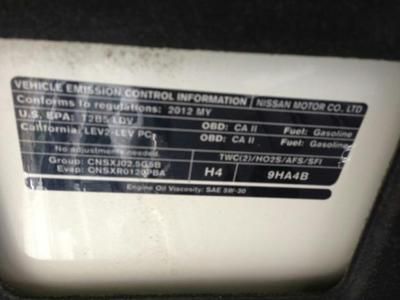 VEHICLE EMISSION CONTROL INFORMATION NISSAN MOTOR CO., LTD
Conforms to regulations: 2012 MY
U.S. EPA: T2B5 LDV OBD: CA II Fuel: Gasoline
California: LEV2-LEV PC OBD: CA II Fuel: Gasoline
No adjustments needed. TWC(2)/HO2S/AFS/SFI
Group: CNSXJ02.5G5B
Evap: CNSXR0120PBA H4 9HA4B
Engine Oil Viscosity: SAE 5W-30